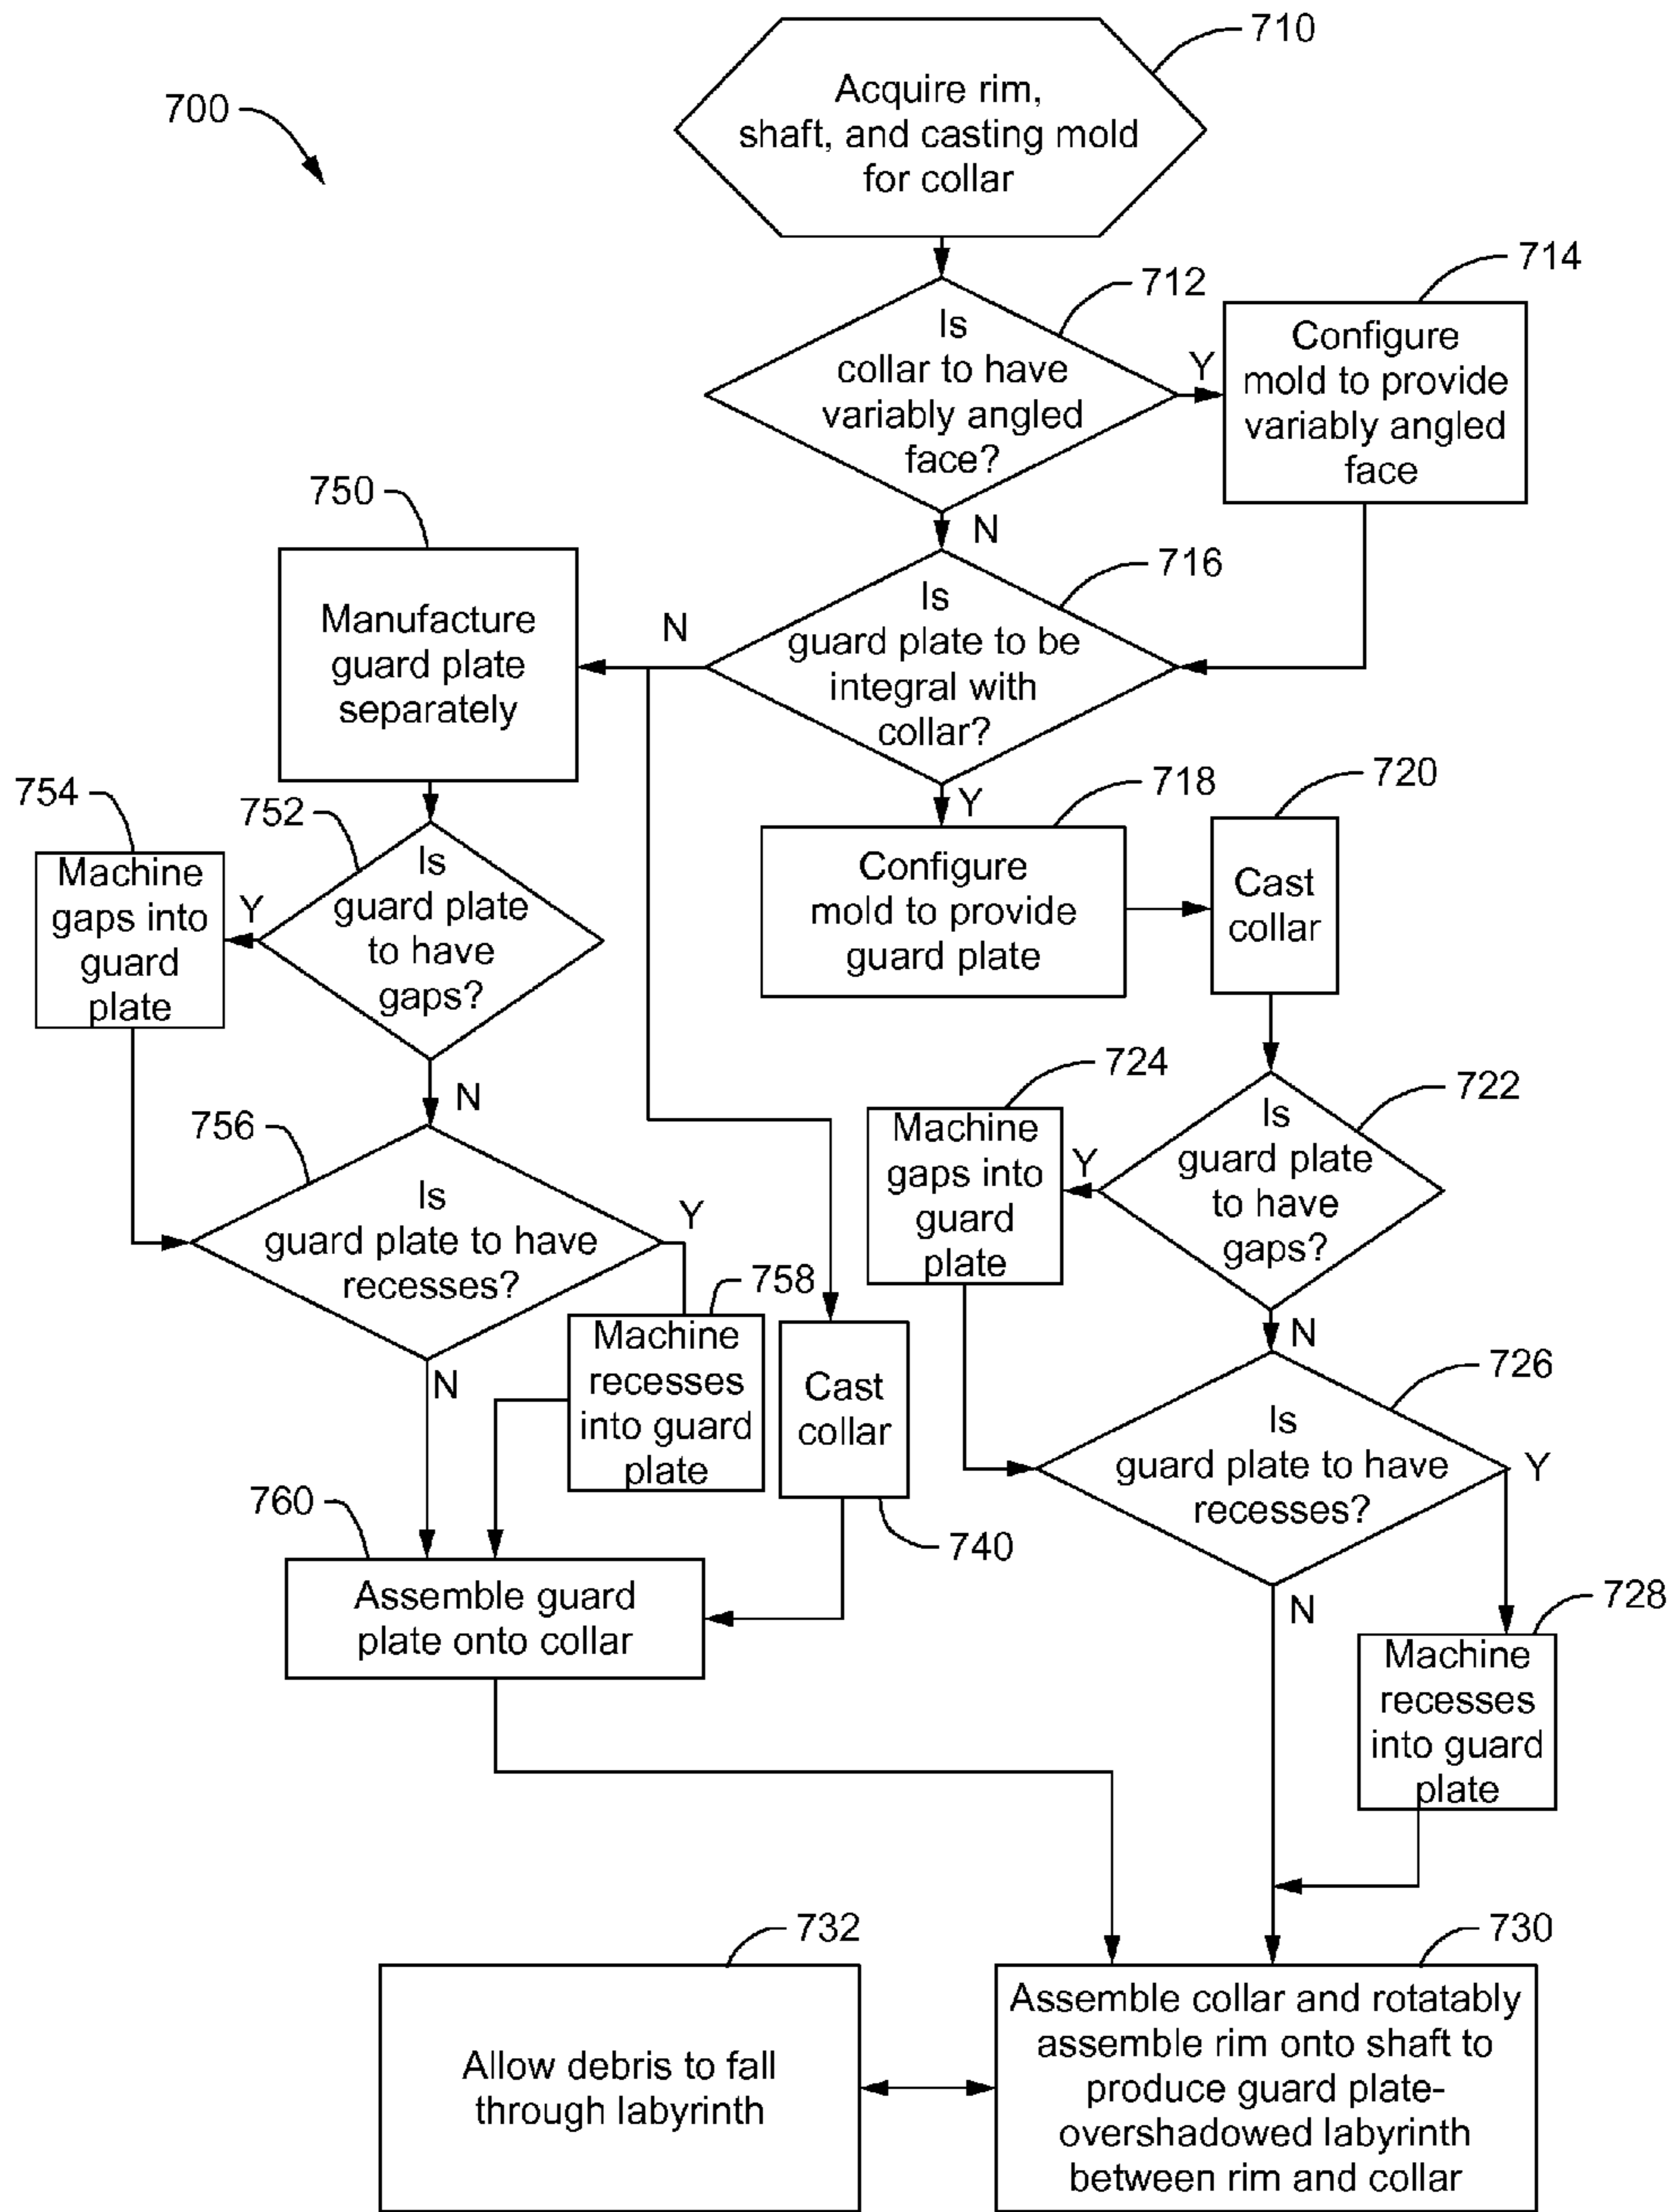 710
700
Acquire rim,
shaft, and casting mold
for collar
712
714
Is
collar to have
variably angled
face?
Y
Configure
mold to provide
variably angled
face
N
750
716
Manufacture
guard plate
separately
N
Is
guard plate to be
integral with
collar?
Y
718
720
Configure
mold to provide
guard plate
Cast
collar
754
752
Machine
gaps into
guard
plate
Y
Is
guard plate
to have
gaps?
N
724
722
Machine
gaps into
guard
plate
Y
Is
guard plate
to have
gaps?
N
756
Is
guard plate to have
recesses?
Y
N
758
Machine
recesses
into guard
plate
Cast
collar
740
726
Is
guard plate to have
recesses?
Y
N
760
Assemble guard
plate onto collar
728
Machine
recesses
into guard
plate
732
Allow debris to fall
through labyrinth
730
Assemble collar and rotatably
assemble rim onto shaft to
produce guard plate-
overshadowed labyrinth
between rim and collar